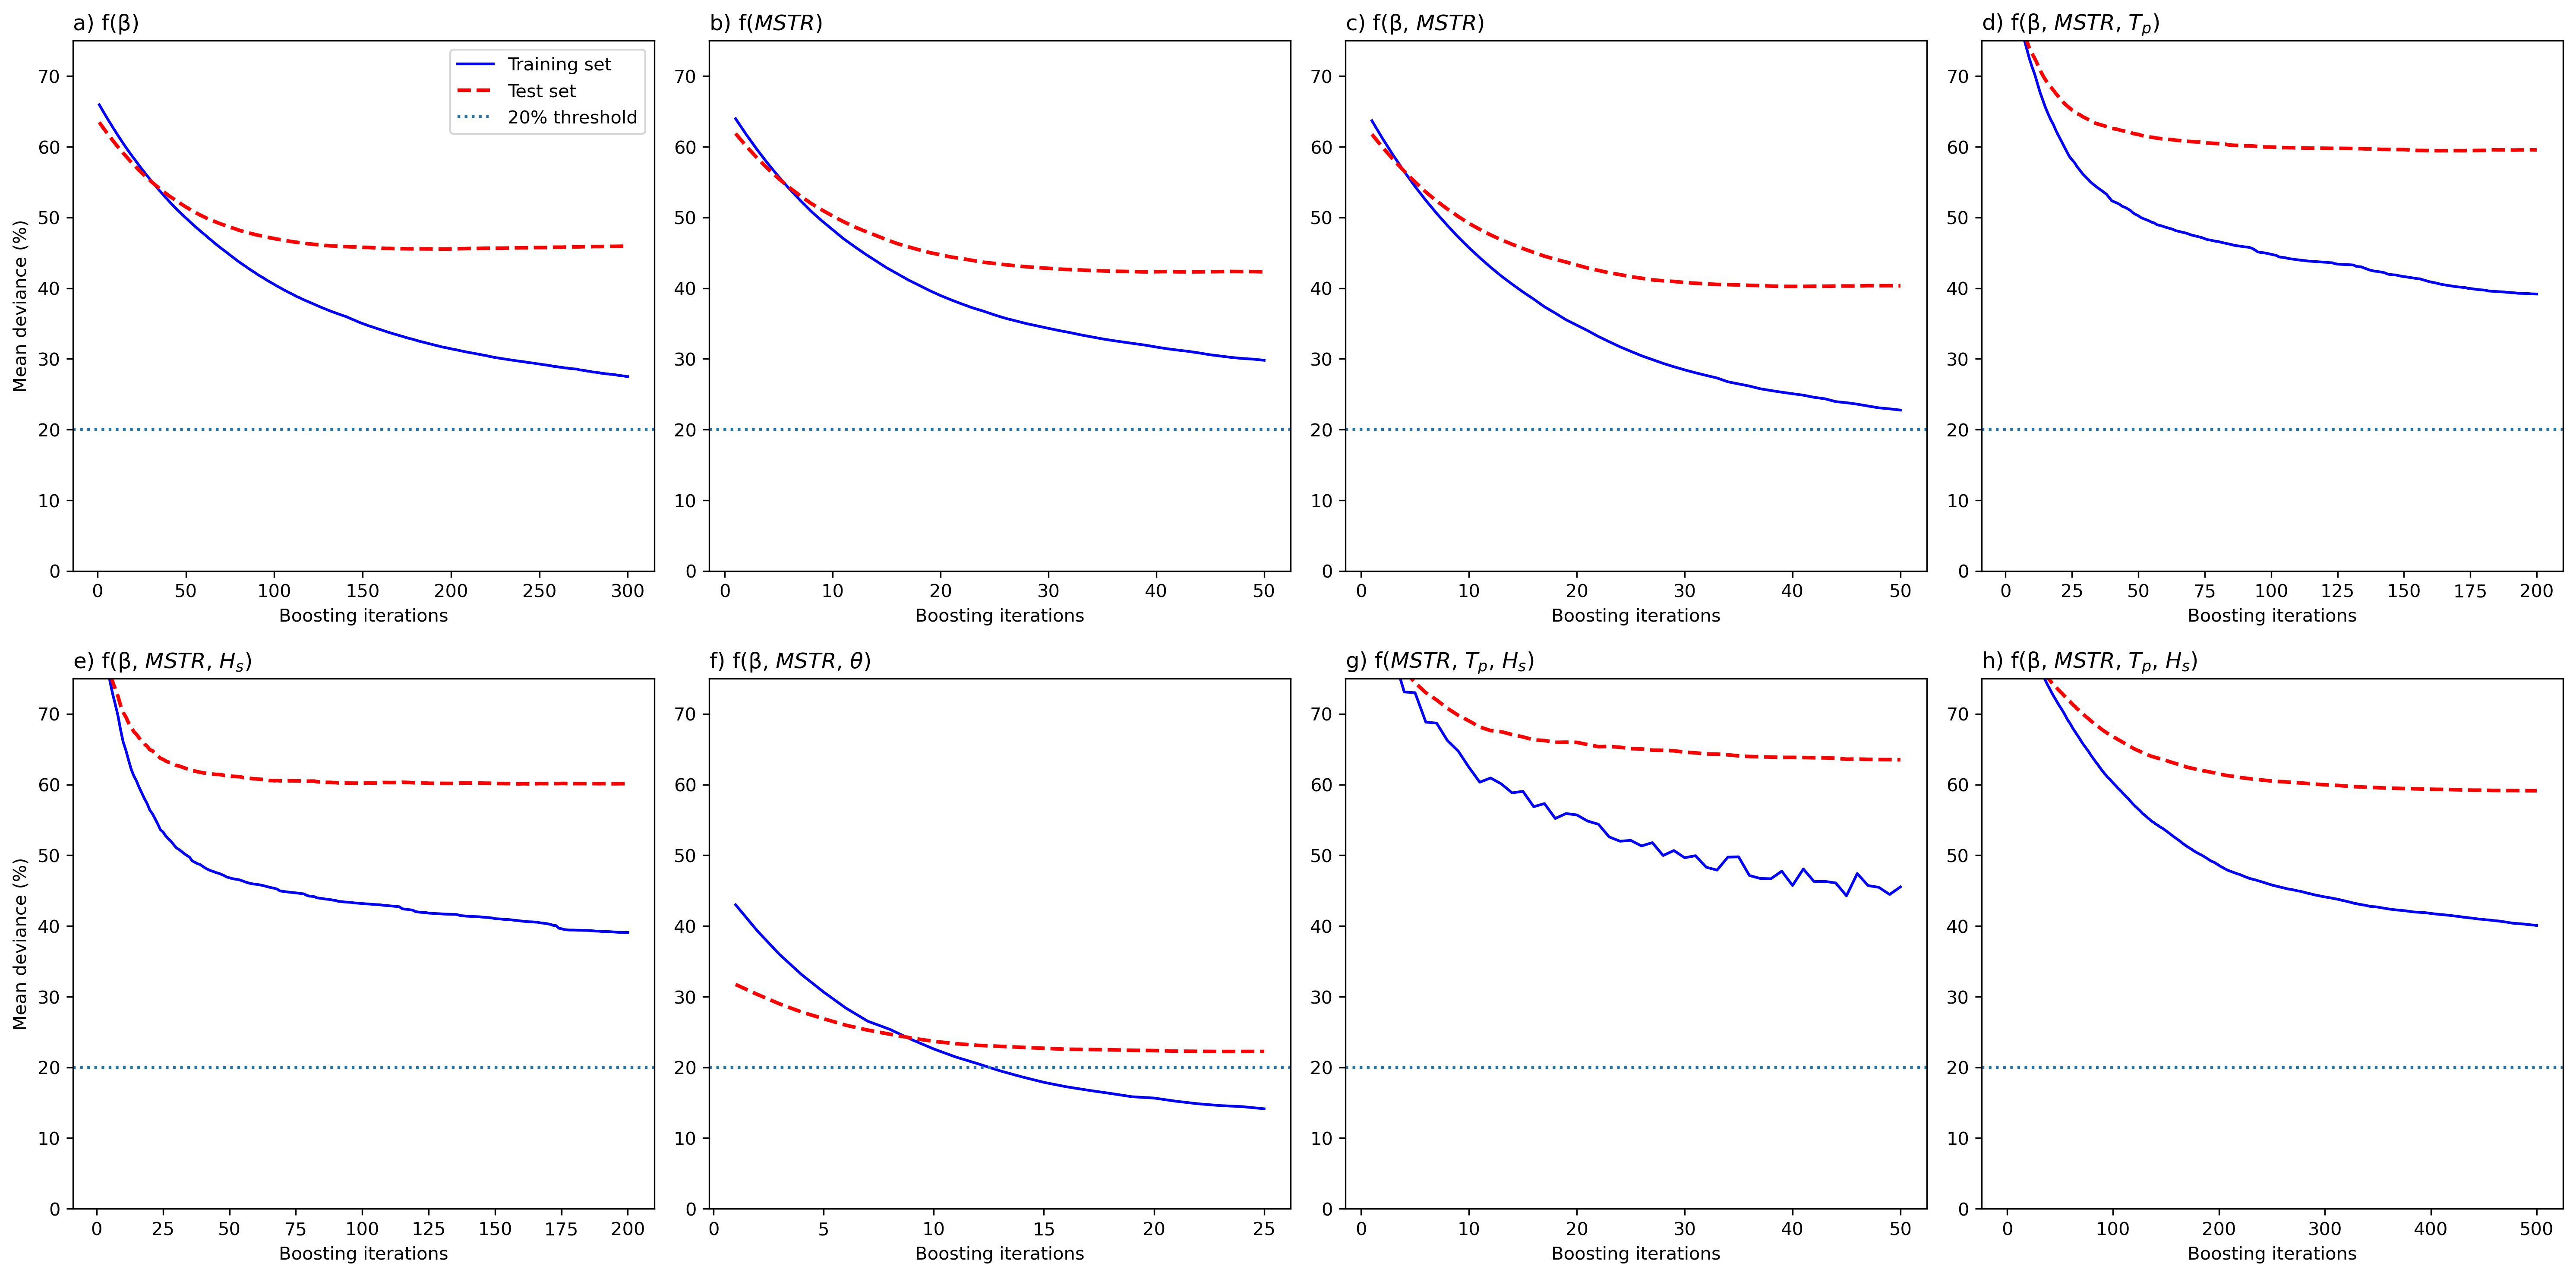 a) f(β)
Mean deviance (%)
70
60
50
40
30
20
10
0
Training set
Test set
20% threshold
0 50 100 150 200 250 300
Boosting iterations
b) f(MSTR)
70
60
50
40
30
20
10
0
0 10 20 30 40 50
Boosting iterations
c) f(β, MSTR)
70
60
50
40
30
20
10
0
0 10 20 30 40 50
Boosting iterations
d) f(β, MSTR, Tp)
70
60
50
40
30
20
10
0
0 25 50 75 100 125 150 175 200
Boosting iterations
e) f(β, MSTR, Hs)
Mean deviance (%)
70
60
50
40
30
20
10
0
0 25 50 75 100 125 150 175 200
Boosting iterations
f) f(β, MSTR, θ)
70
60
50
40
30
20
10
0
0 5 10 15 20 25
Boosting iterations
g) f(MSTR, Tp, Hs)
70
60
50
40
30
20
10
0
0 10 20 30 40 50
Boosting iterations
h) f(β, MSTR, Tp, Hs)
70
60
50
40
30
20
10
0
0 100 200 300 400 500
Boosting iterations